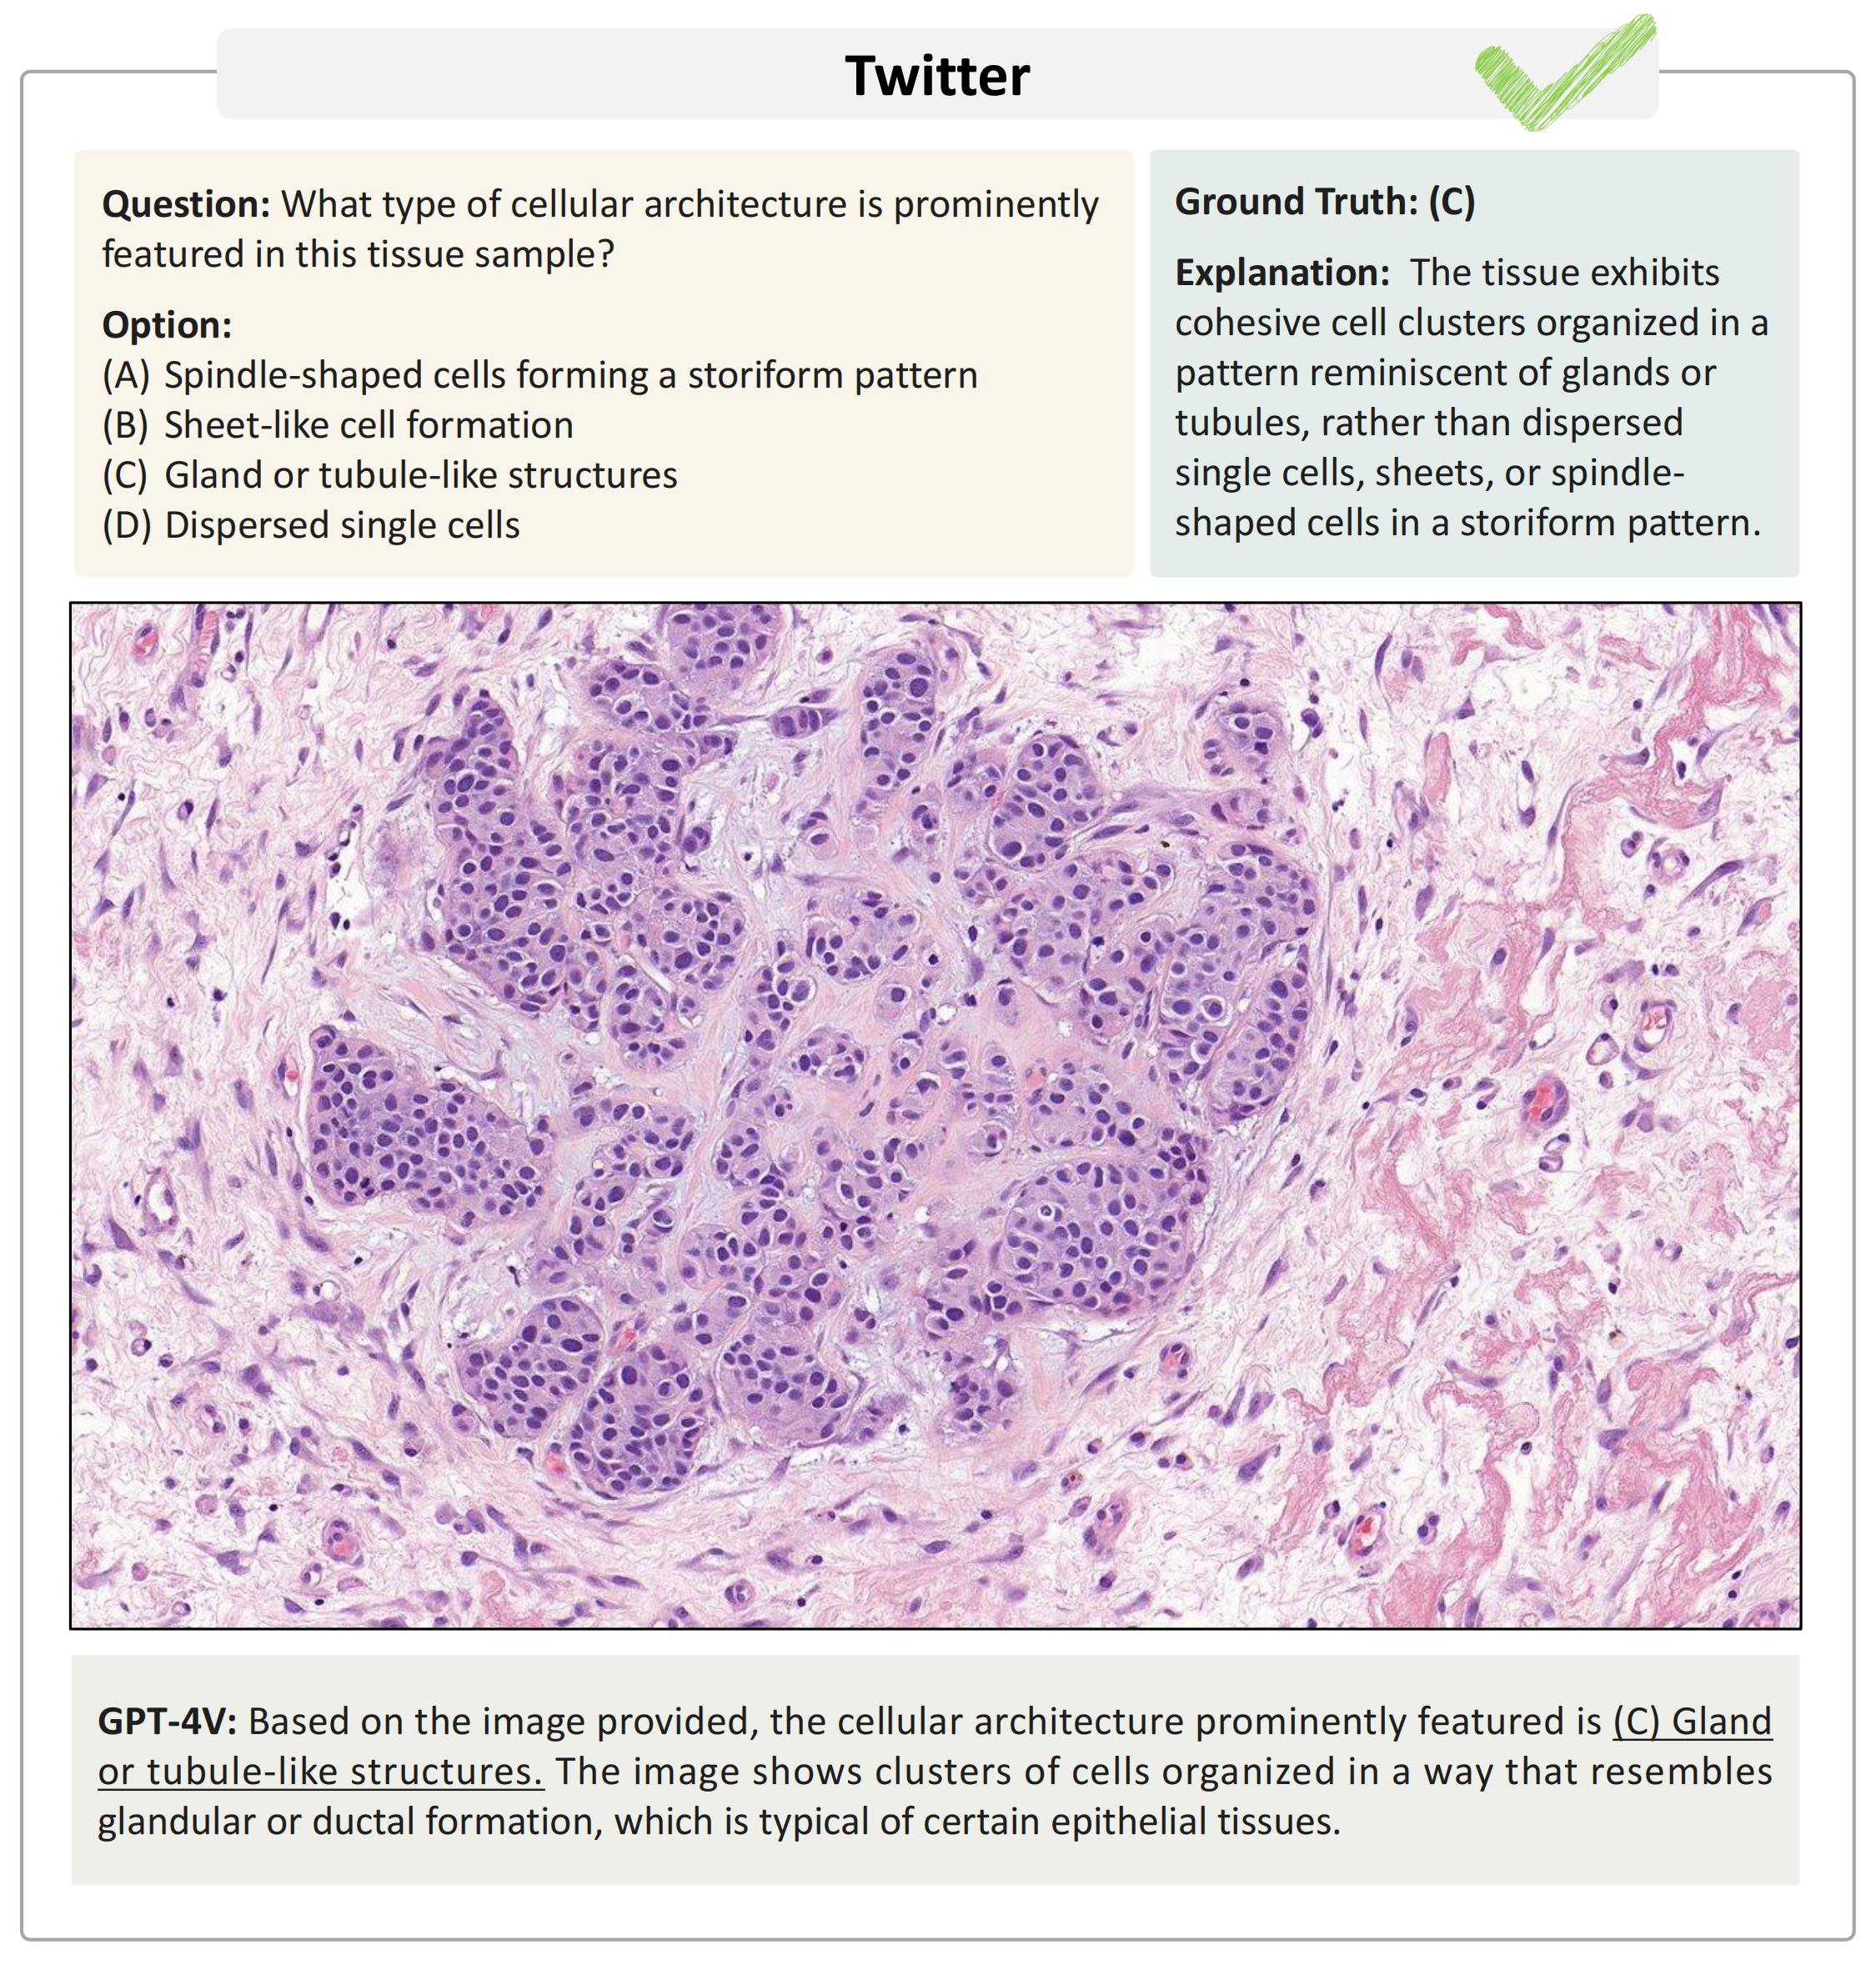 Twitter
Question: What type of cellular architecture is prominently
featured in this tissue sample?
Option:
(A) Spindle-shaped cells forming a storiform pattern
(B) Sheet-like cell formation
(C) Gland or tubule-like structures
(D) Dispersed single cells
Ground Truth: (C)
Explanation: The tissue exhibits
cohesive cell clusters organized in a
pattern reminiscent of glands or
tubules, rather than dispersed
single cells, sheets, or spindle-
shaped cells in a storiform pattern.
GPT-4V: Based on the image provided, the cellular architecture prominently featured is (C) Gland
or tubule-like structures. The image shows clusters of cells organized in a way that resembles
glandular or ductal formation, which is typical of certain epithelial tissues.